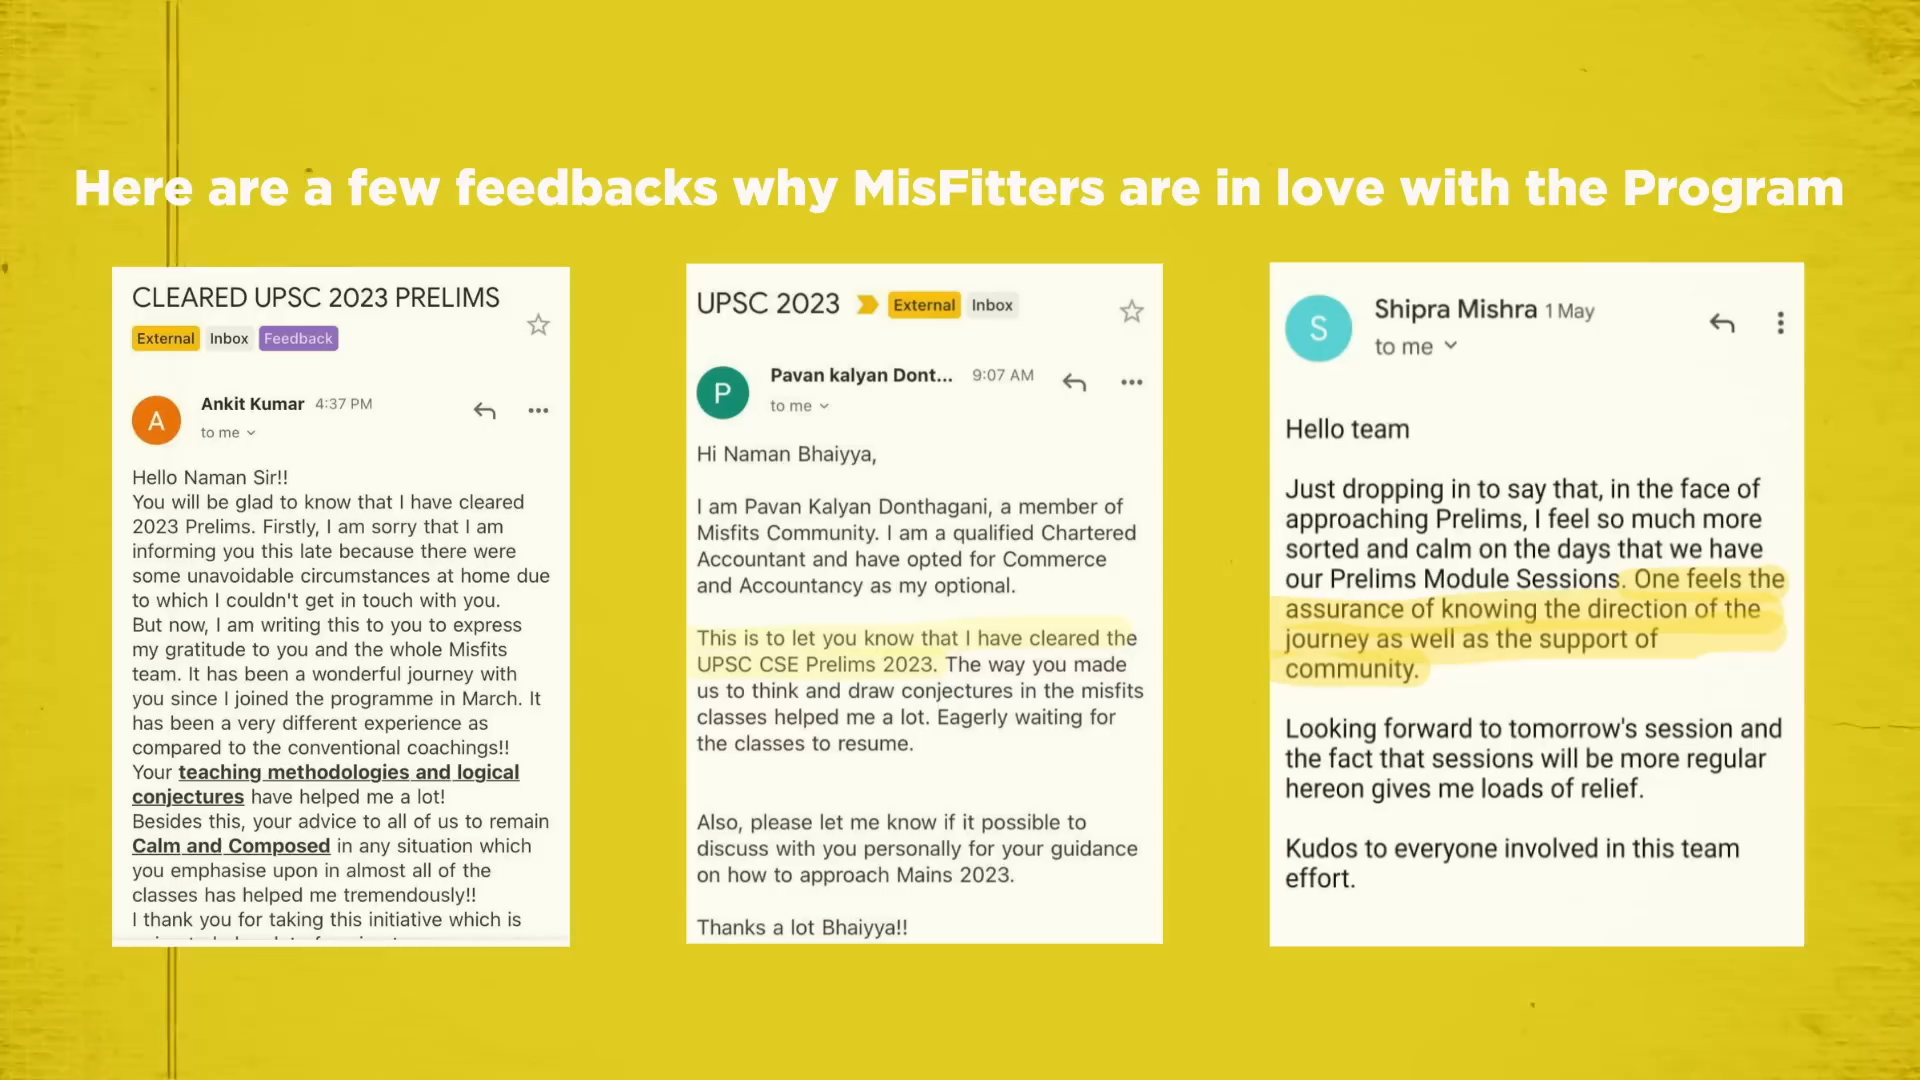 Here are a few feedbacks why MisFitters are in love with the Program
CLEARED UPSC 2023 PRELIMS
External Inbox Feedback
A
Ankit Kumar 4:37 PM
to me
Hello Naman Sir!!
You will be glad to know that I have cleared
2023 Prelims. Firstly, I am sorry that I am
informing you this late because there were
some unavoidable circumstances at home due
to which I couldn't get in touch with you.
But now, I am writing this to you to express
my gratitude to you and the whole Misfits
team. It has been a wonderful journey with
you since I joined the programme in March. It
has been a very different experience as
compared to the conventional coachings!!
Your teaching methodologies and logical
conjectures have helped me a lot!
Besides this, your advice to all of us to remain
Calm and Composed in any situation which
you emphasise upon in almost all of the
classes has helped me tremendously!!
I thank you for taking this initiative which is
UPSC 2023 External Inbox
P
Pavan kalyan Dont... 9:07 AM
to me
Hi Naman Bhaiyya,
I am Pavan Kalyan Donthagani, a member of
Misfits Community. I am a qualified Chartered
Accountant and have opted for Commerce
and Accountancy as my optional.
This is to let you know that I have cleared the
UPSC CSE Prelims 2023. The way you made
us to think and draw conjectures in the misfits
classes helped me a lot. Eagerly waiting for
the classes to resume.
Also, please let me know if it possible to
discuss with you personally for your guidance
on how to approach Mains 2023.
Thanks a lot Bhaiyya!!
S
Shipra Mishra 1 May
to me
Hello team
Just dropping in to say that, in the face of
approaching Prelims, I feel so much more
sorted and calm on the days that we have
our Prelims Module Sessions. One feels the
assurance of knowing the direction of the
journey as well as the support of
community.
Looking forward to tomorrow's session and
the fact that sessions will be more regular
hereon gives me loads of relief.
Kudos to everyone involved in this team
effort.